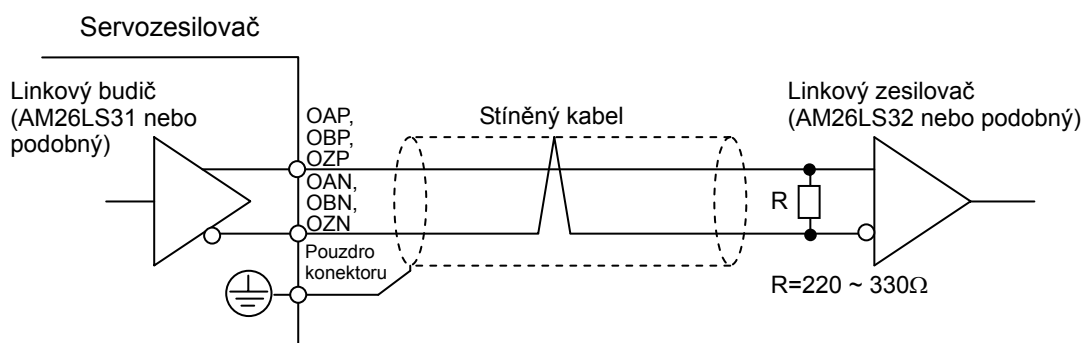 Servozesilovač
Linkový budič
(AM26LS31 nebo
podobný)
OAP,
OBP,
OZP
OAN,
OBN,
OZN
Pouzdro
konektoru
Stíněný kabel
Linkový zesilovač
(AM26LS32 nebo podobný)
R
R=220 ~ 330Ω